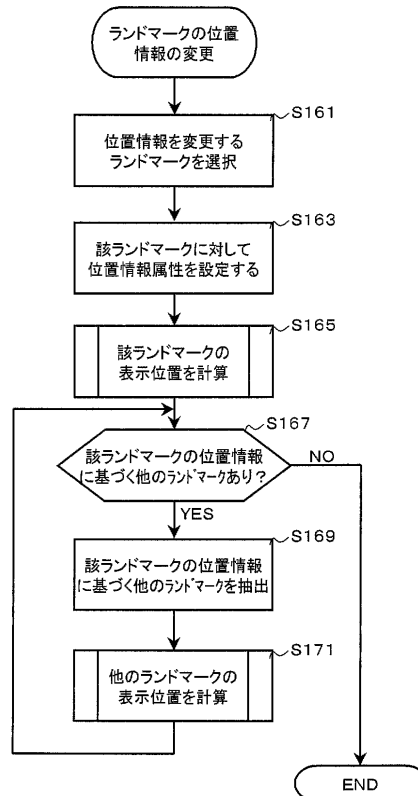 ランドマークの位置
情報の変更
S161
位置情報を変更する
ランドマークを選択
S163
該ランドマークに対して
位置情報属性を設定する
S165
該ランドマークの
表示位置を計算
S167
該ランドマークの位置情報
に基づく他のランドマークあり？
NO
YES
S169
該ランドマークの位置情報
に基づく他のランドマークを抽出
S171
他のランドマークの
表示位置を計算
END